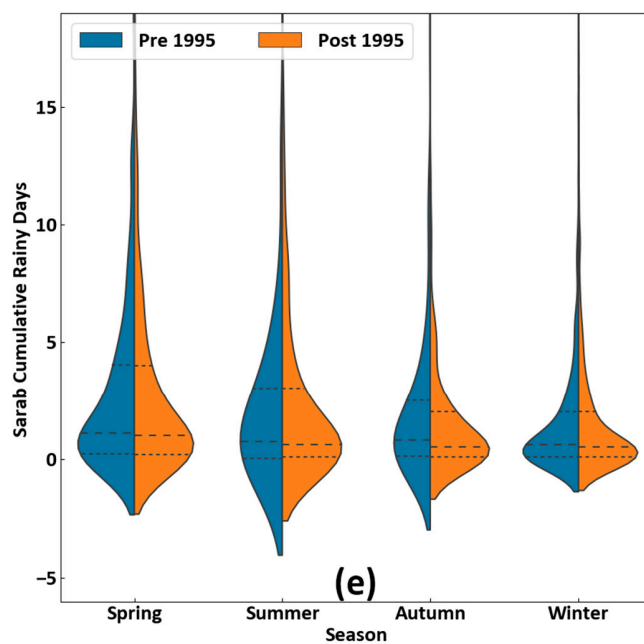 Pre 1995 Post 1995
Sarab Cumulative Rainy Days
15
10
5
0
−5
(e)
Spring Summer Autumn Winter
Season